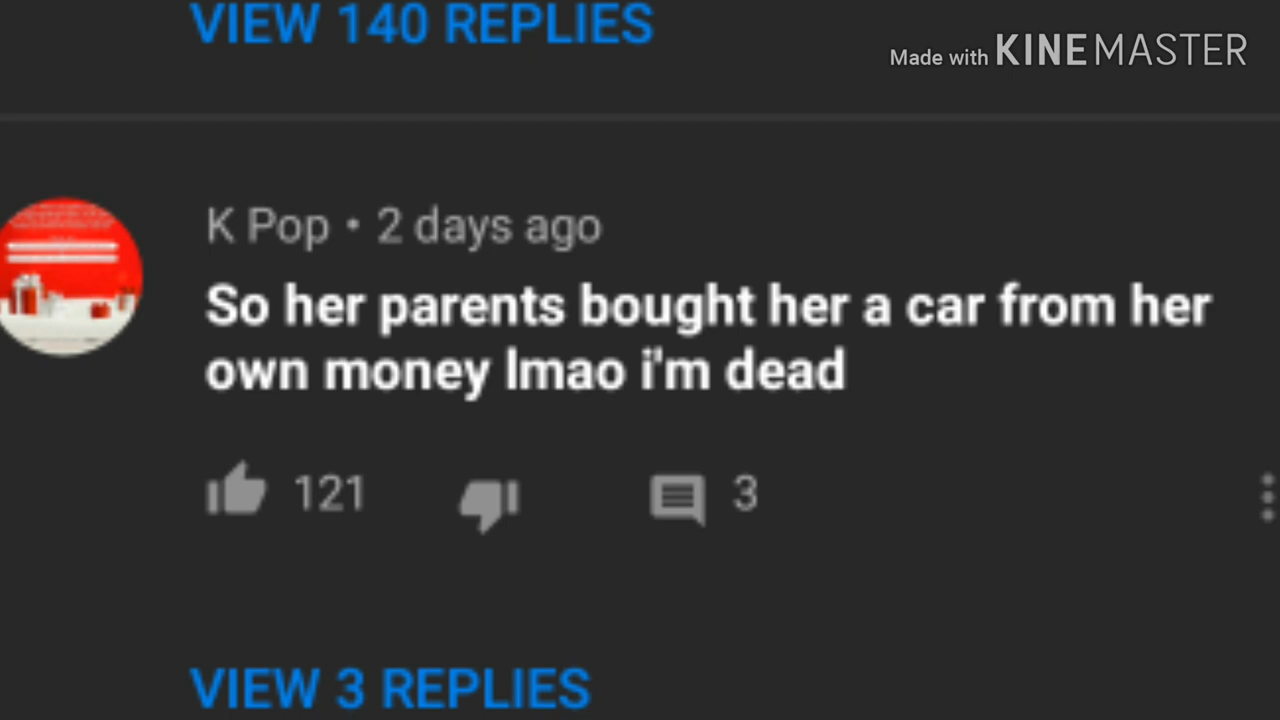 VIEW 140 REPLIES
Made with KINEMASTER
K Pop • 2 days ago
So her parents bought her a car from her
own money lmao i'm dead
121 3
VIEW 3 REPLIES